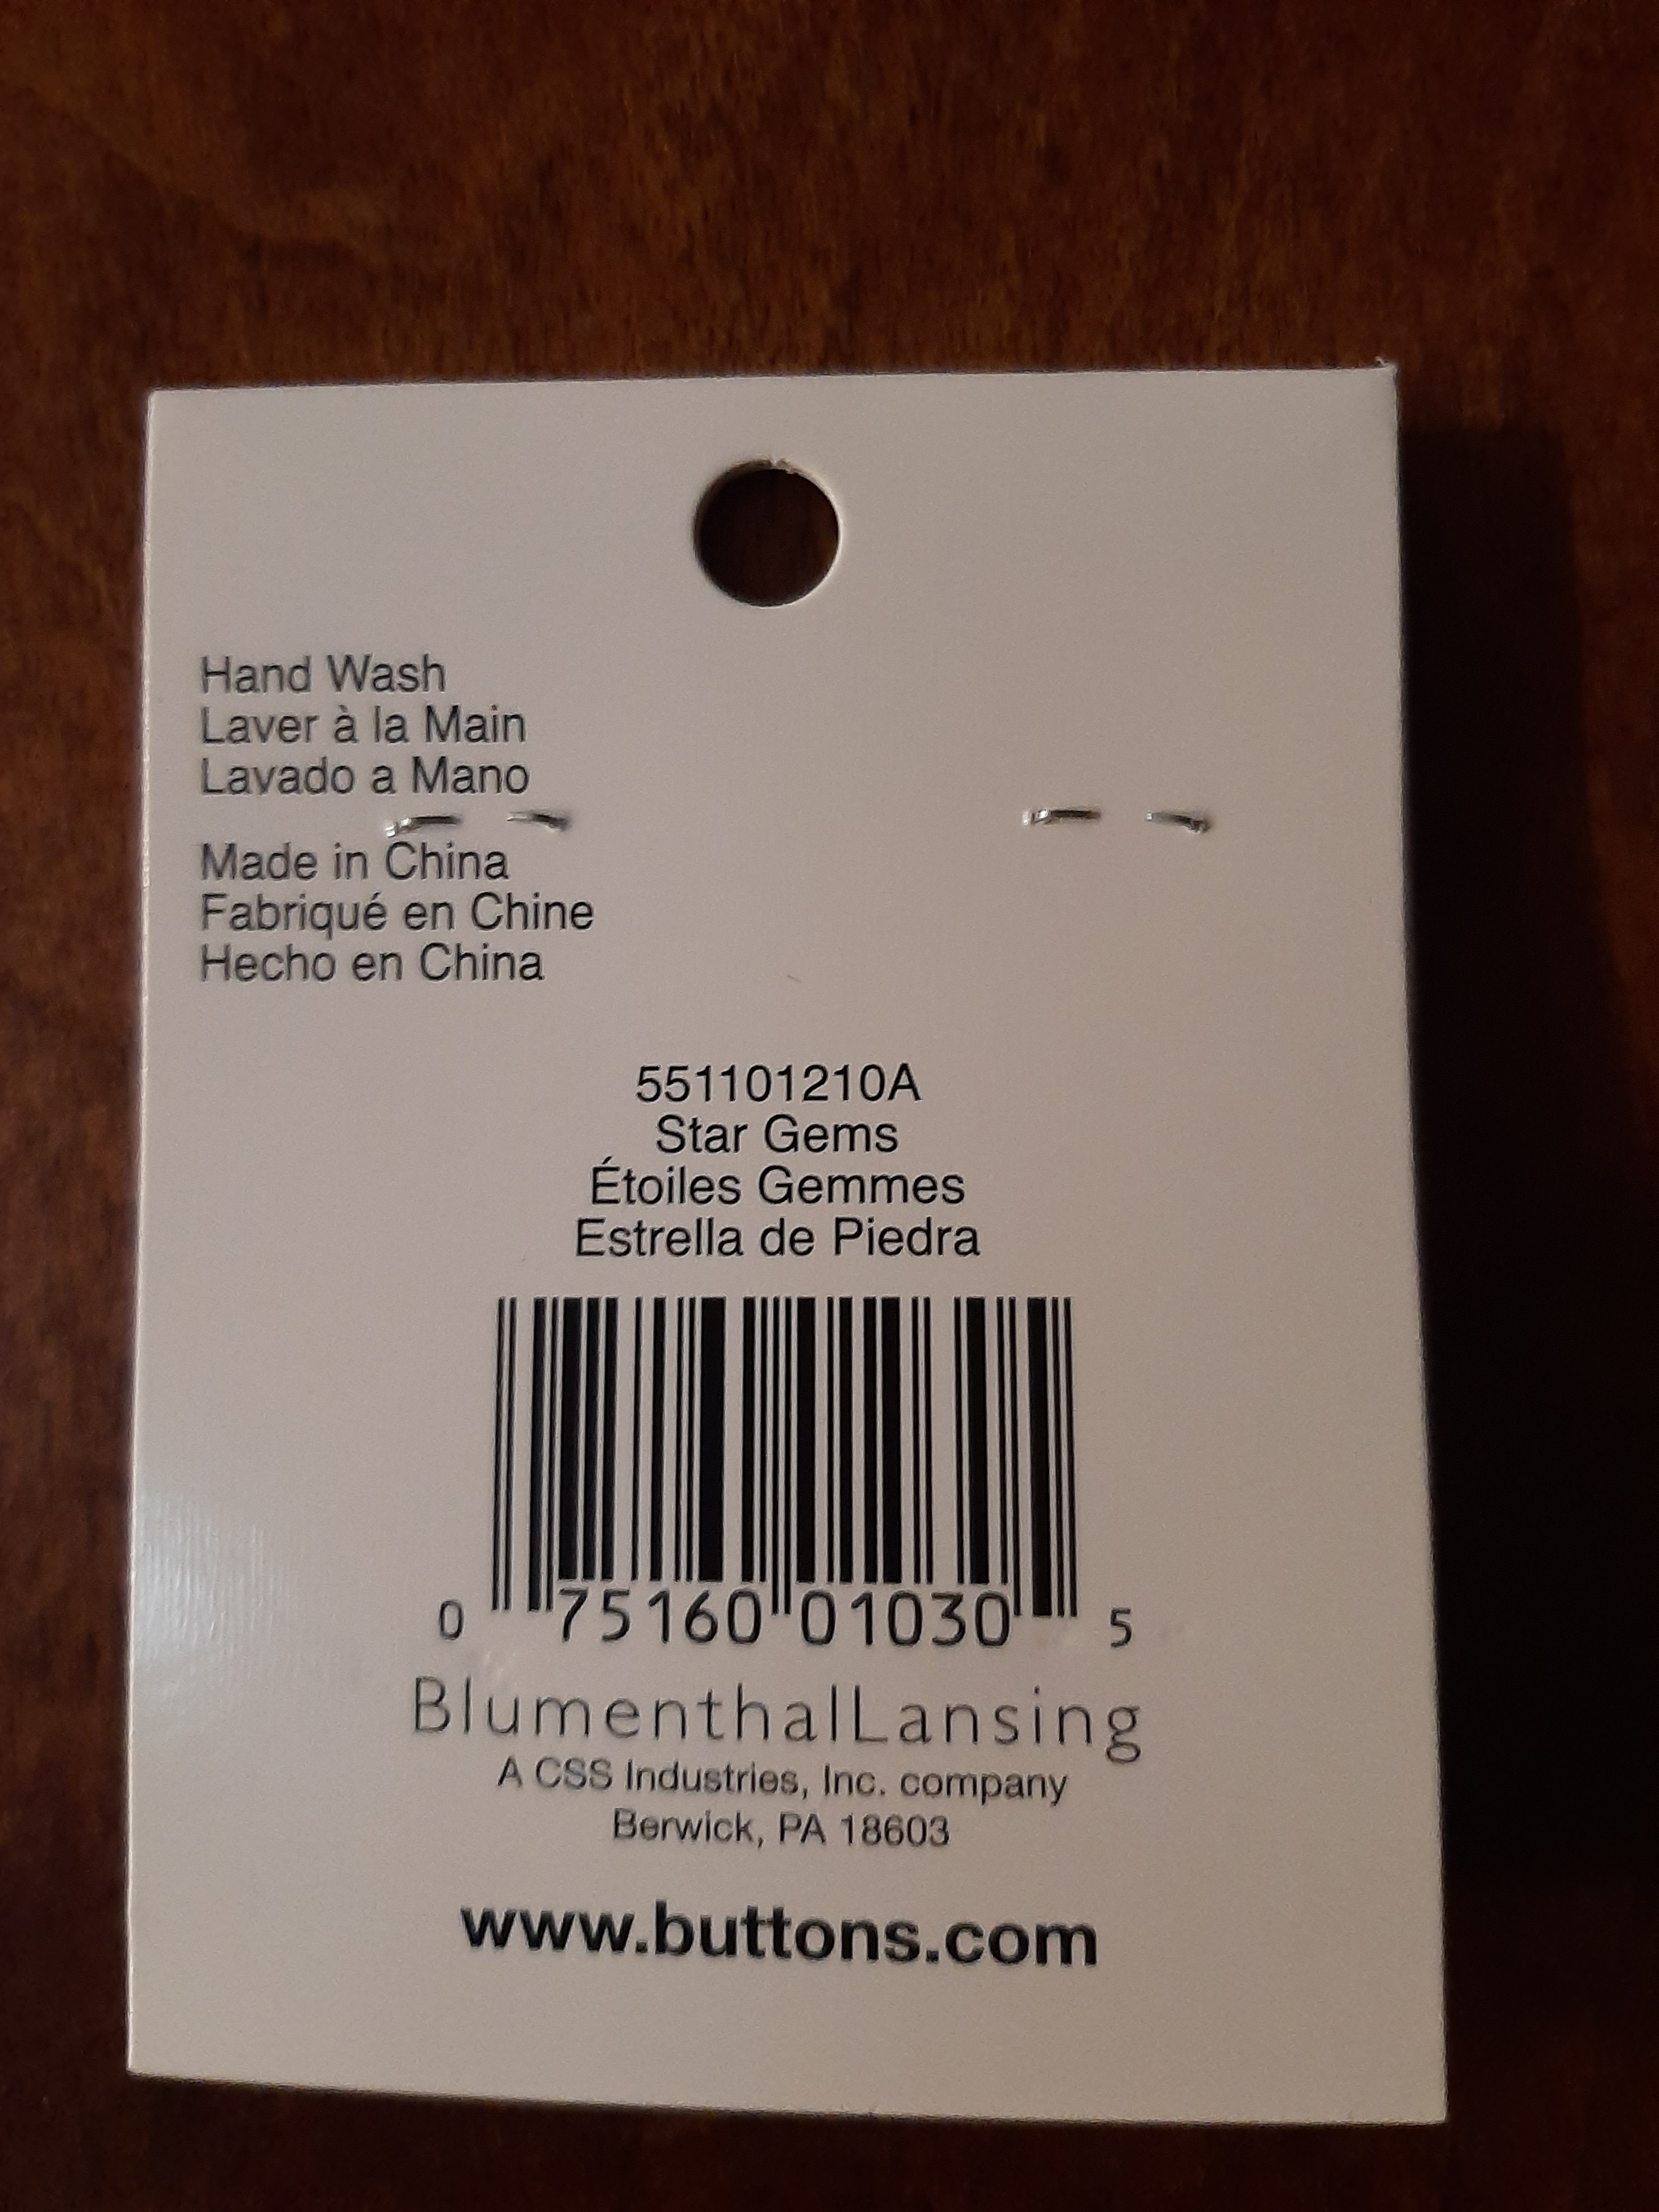 Hand Wash
Laver à la Main
Lavado a Mano
Made in China
Fabriqué en Chine
Hecho en China
551101210A
Star Gems
Étoiles Gemmes
Estrella de Piedra
0 75160 01030 5
BlumenthalLansing
A CSS Industries, Inc. company
Berwick, PA 18603
www.buttons.com